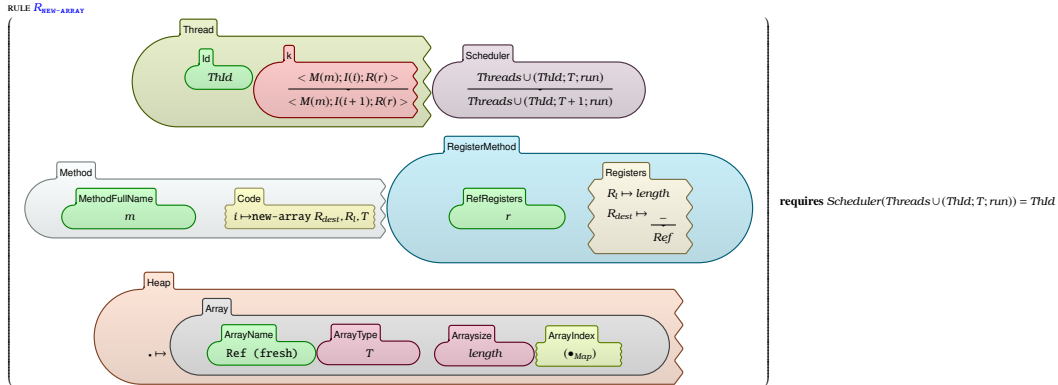 RULE R_NEW-ARRAY
Thread
Id
ThId
k
< M(m); I(i); R(r) >
< M(m); I(i+1); R(r) >
Scheduler
Threads ∪ (ThId; T; run)
Threads ∪ (ThId; T+1; run)
Method
MethodFullName
m
Code
i ↦ new-array R_dest, R_l, T
RegisterMethod
RefRegisters
r
Registers
R_l ↦ length
R_dest ↦ _
Ref
requires Scheduler(Threads ∪ (ThId; T; run)) = ThId
Heap
. ↦
Array
ArrayName
Ref (fresh)
ArrayType
T
Arraysize
length
ArrayIndex
(•_Map)